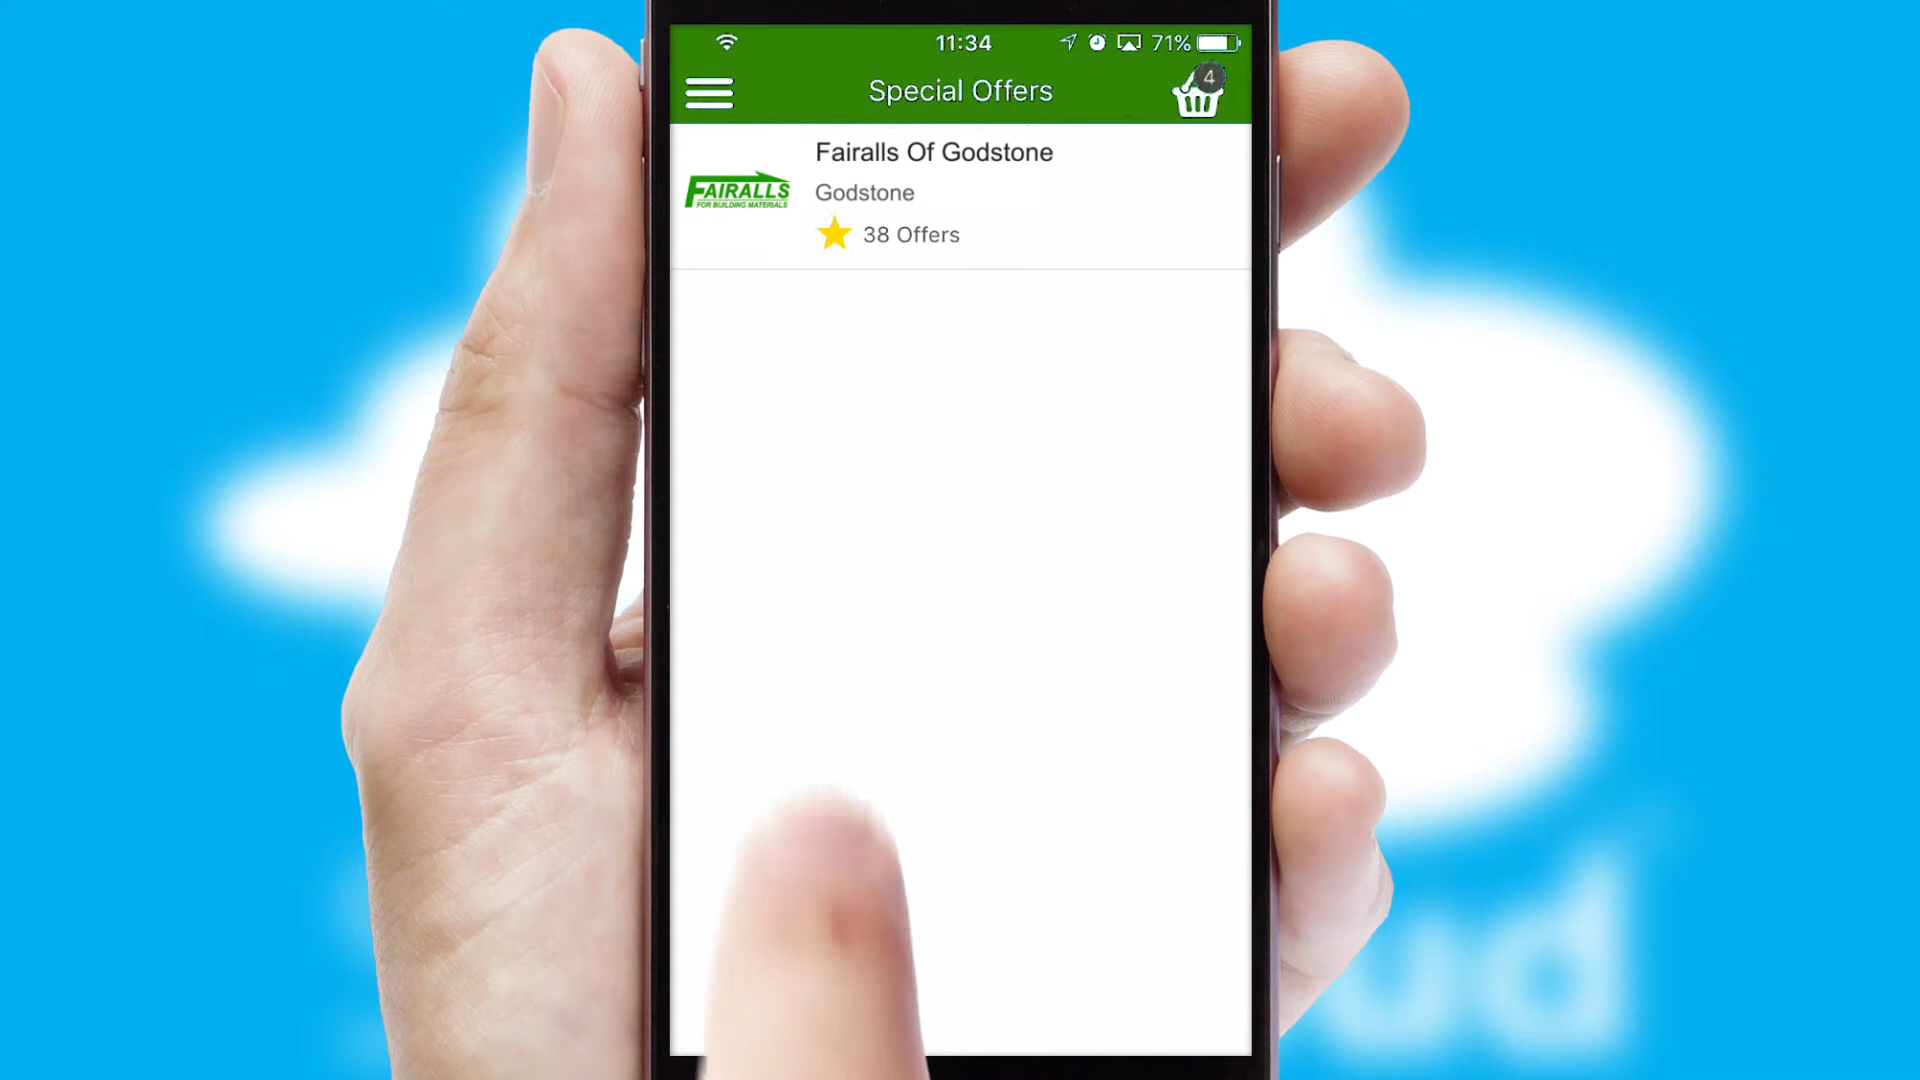 11:34
71%
Special Offers
4
Fairalls Of Godstone
FAIRALLS
FOR BUILDING MATERIALS
Godstone
38 Offers